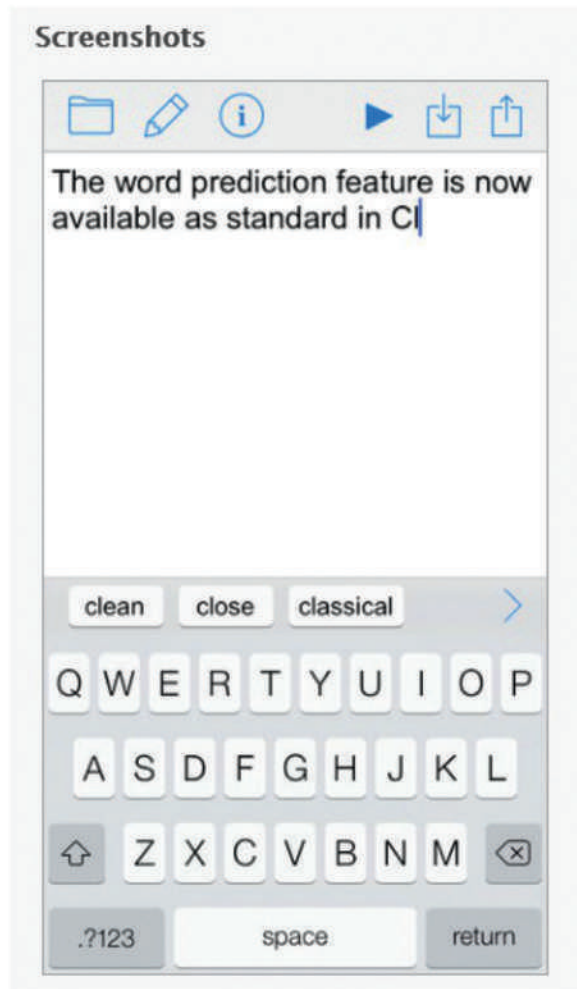 Screenshots
i
The word prediction feature is now
available as standard in Cl
clean close classical
Q W E R T Y U I O P
A S D F G H J K L
Z X C V B N M
.?123 space return